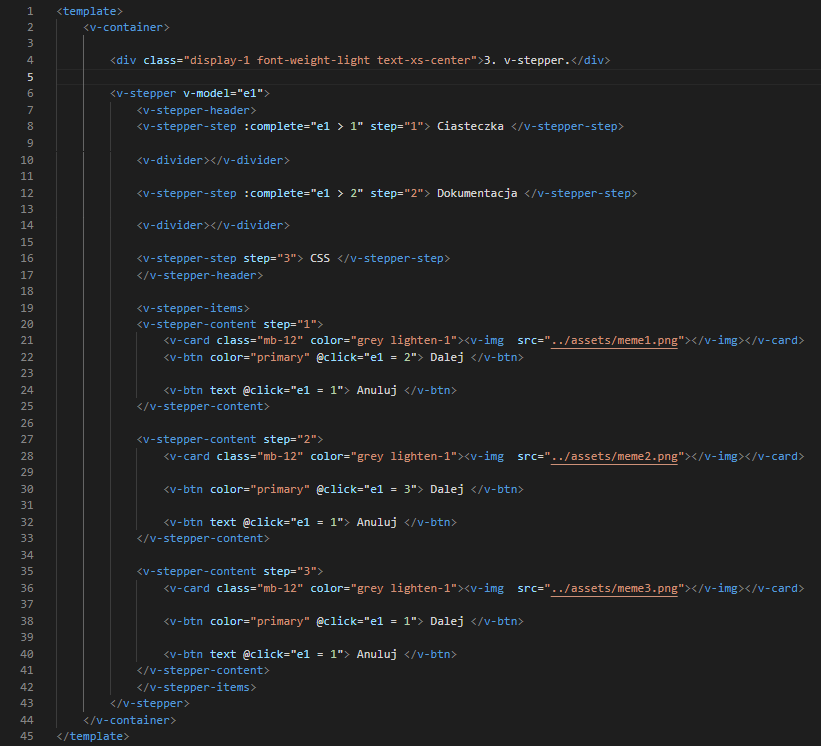 1 <template>
2 <v-container>
3
4 <div class="display-1 font-weight-light text-xs-center">3. v-stepper.</div>
5
6 <v-stepper v-model="e1">
7 <v-stepper-header>
8 <v-stepper-step :complete="e1 > 1" step="1"> Ciasteczka </v-stepper-step>
9
10 <v-divider></v-divider>
11
12 <v-stepper-step :complete="e1 > 2" step="2"> Dokumentacja </v-stepper-step>
13
14 <v-divider></v-divider>
15
16 <v-stepper-step step="3"> CSS </v-stepper-step>
17 </v-stepper-header>
18
19 <v-stepper-items>
20 <v-stepper-content step="1">
21 <v-card class="mb-12" color="grey lighten-1"><v-img  src="../assets/meme1.png"></v-img></v-card>
22 <v-btn color="primary" @click="e1 = 2"> Dalej </v-btn>
23
24 <v-btn text @click="e1 = 1"> Anuluj </v-btn>
25 </v-stepper-content>
26
27 <v-stepper-content step="2">
28 <v-card class="mb-12" color="grey lighten-1"><v-img  src="../assets/meme2.png"></v-img></v-card>
29
30 <v-btn color="primary" @click="e1 = 3"> Dalej </v-btn>
31
32 <v-btn text @click="e1 = 1"> Anuluj </v-btn>
33 </v-stepper-content>
34
35 <v-stepper-content step="3">
36 <v-card class="mb-12" color="grey lighten-1"><v-img  src="../assets/meme3.png"></v-img></v-card>
37
38 <v-btn color="primary" @click="e1 = 1"> Dalej </v-btn>
39
40 <v-btn text @click="e1 = 1"> Anuluj </v-btn>
41 </v-stepper-content>
42 </v-stepper-items>
43 </v-stepper>
44 </v-container>
45 </template>